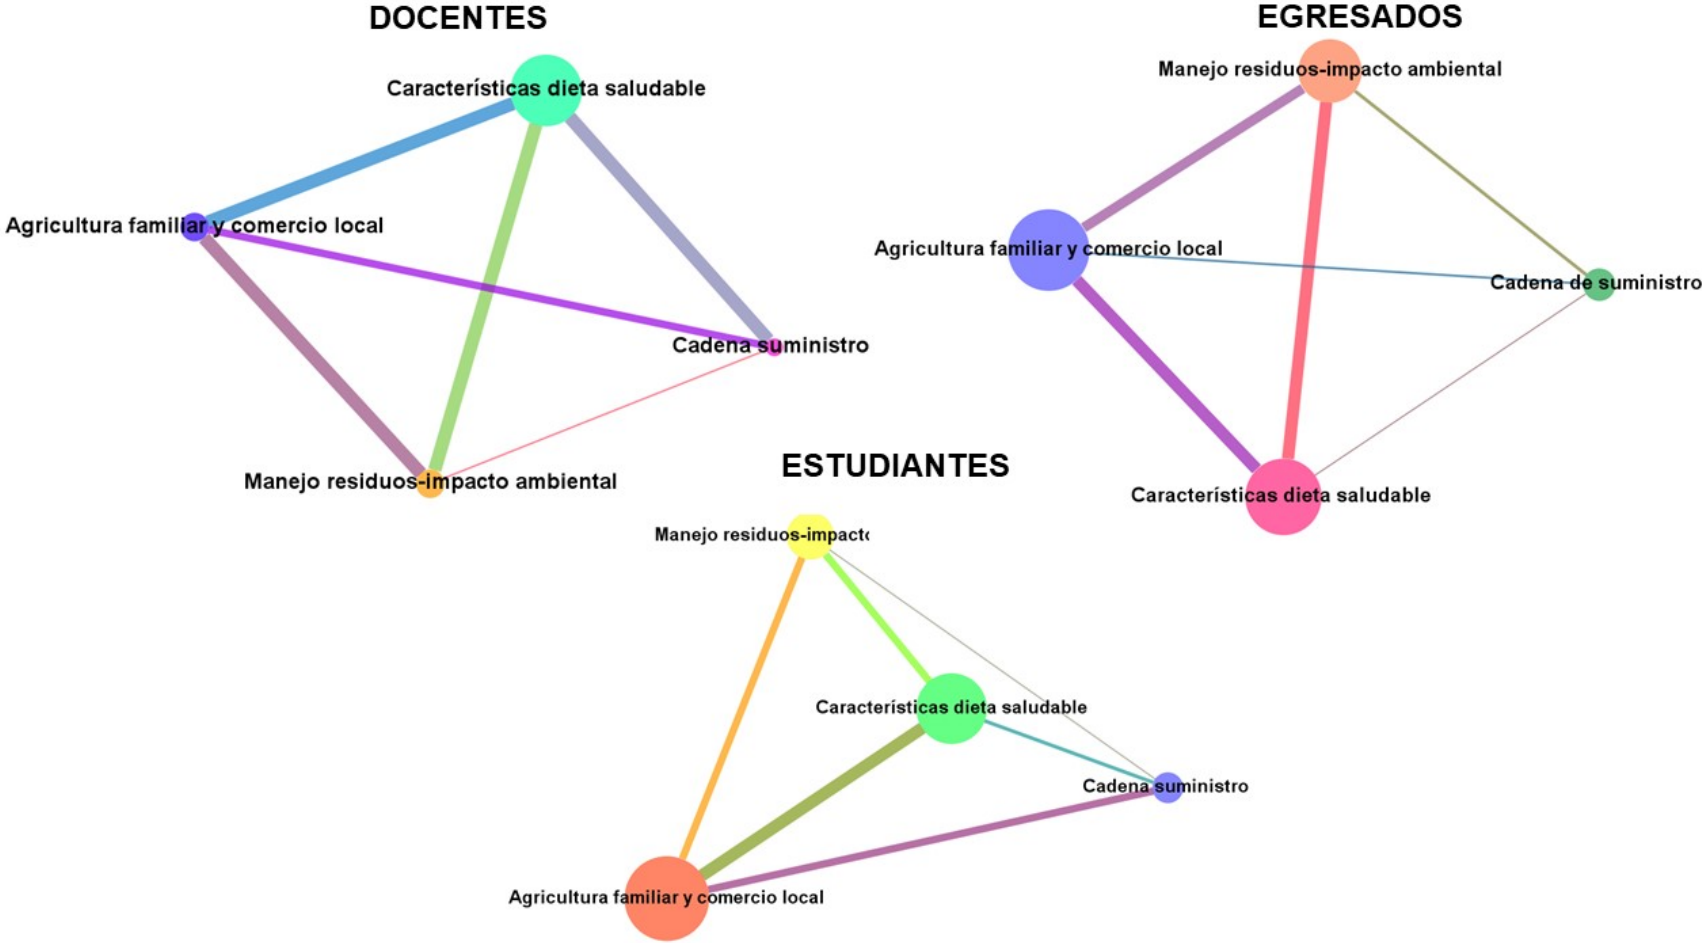 DOCENTES
Características dieta saludable
Agricultura familiar y comercio local
Cadena suministro
Manejo residuos-impacto ambiental
EGRESADOS
Manejo residuos-impacto ambiental
Agricultura familiar y comercio local
Cadena de suministro
Características dieta saludable
ESTUDIANTES
Manejo residuos-impacto
Características dieta saludable
Cadena suministro
Agricultura familiar y comercio local